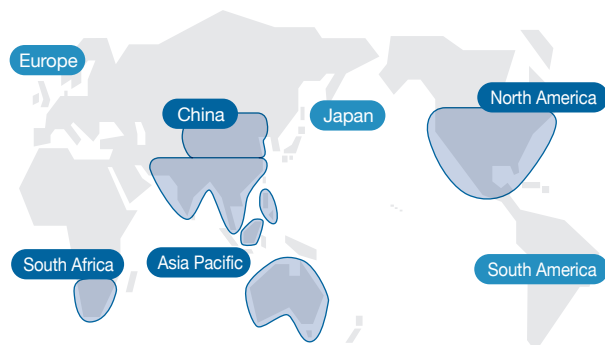 Europe
North America
China
Japan
South Africa
Asia Pacific
South America